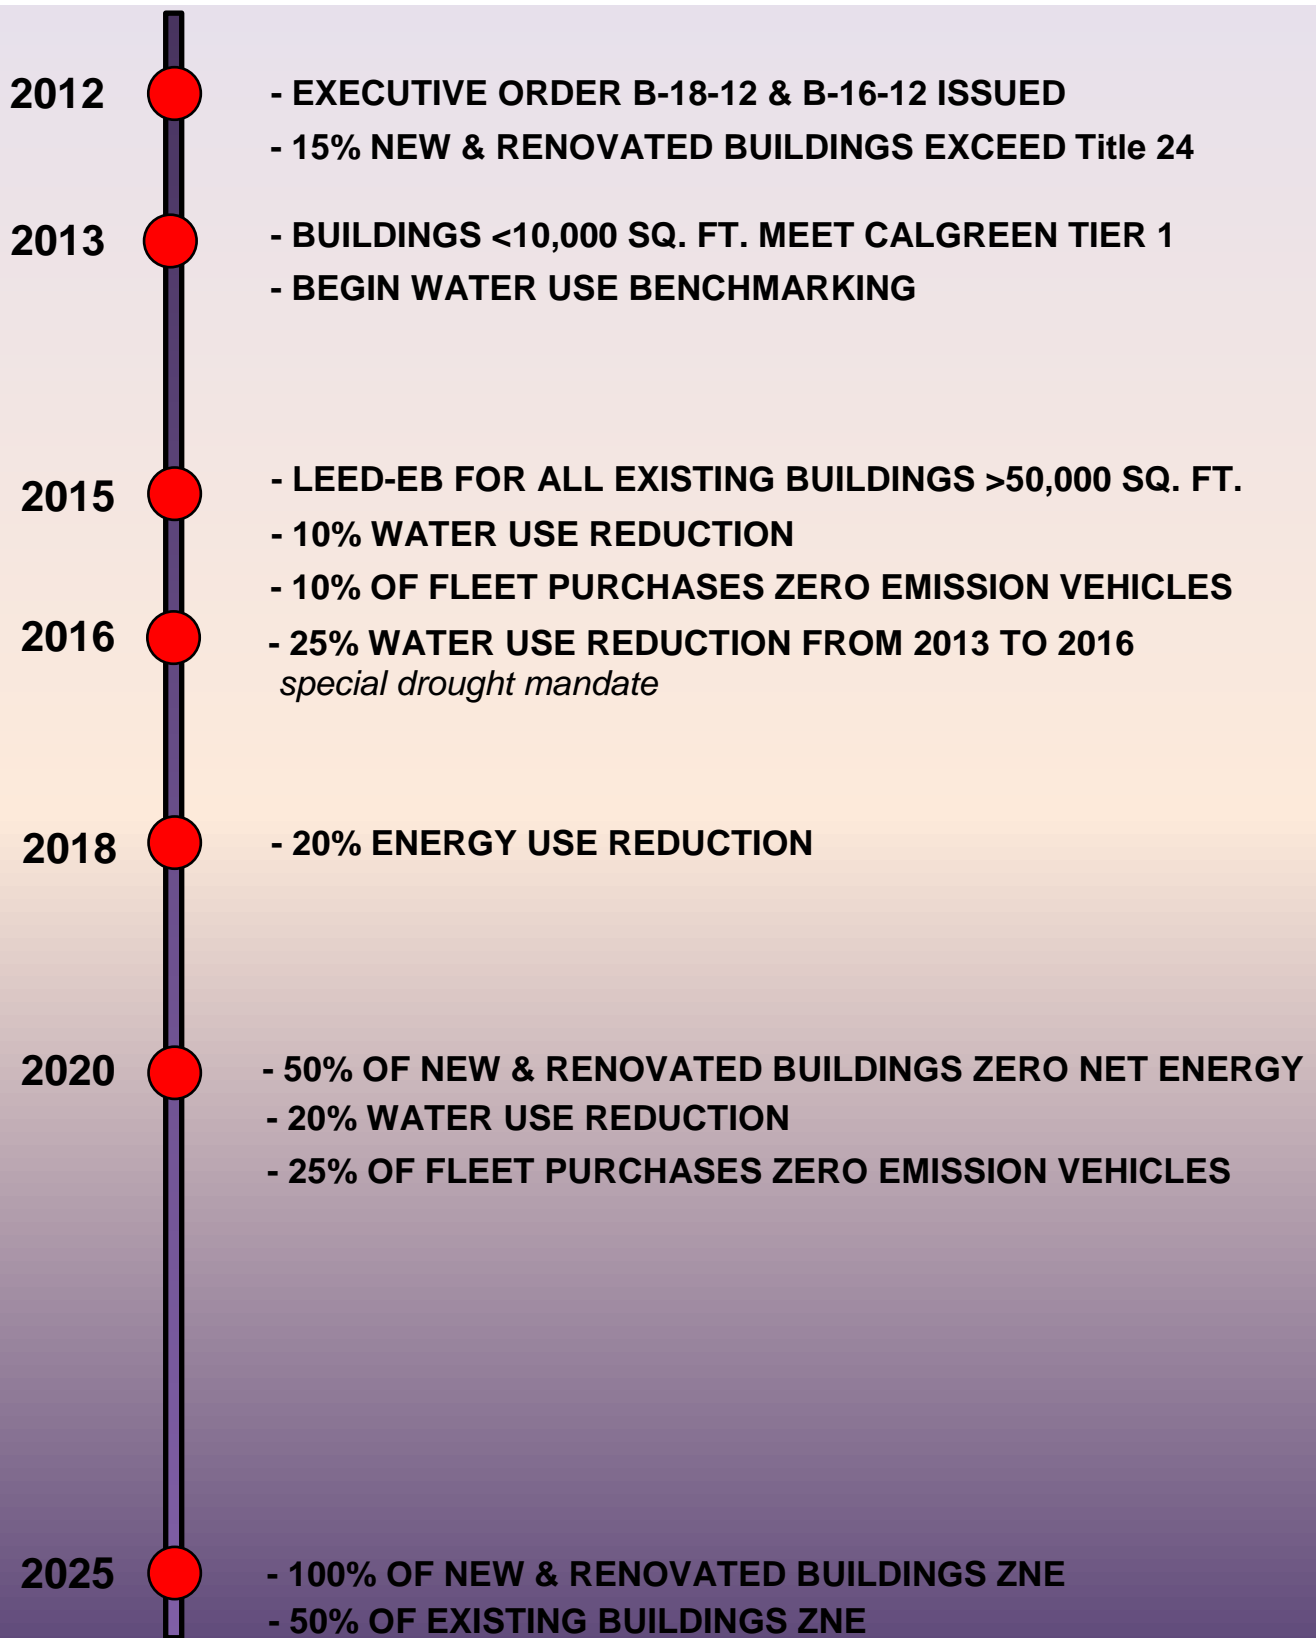 2012
- EXECUTIVE ORDER B-18-12 & B-16-12 ISSUED
- 15% NEW & RENOVATED BUILDINGS EXCEED Title 24
2013
- BUILDINGS <10,000 SQ. FT. MEET CALGREEN TIER 1
- BEGIN WATER USE BENCHMARKING
2015
- LEED-EB FOR ALL EXISTING BUILDINGS >50,000 SQ. FT.
- 10% WATER USE REDUCTION
- 10% OF FLEET PURCHASES ZERO EMISSION VEHICLES
2016
- 25% WATER USE REDUCTION FROM 2013 TO 2016
special drought mandate
2018
- 20% ENERGY USE REDUCTION
2020
- 50% OF NEW & RENOVATED BUILDINGS ZERO NET ENERGY
- 20% WATER USE REDUCTION
- 25% OF FLEET PURCHASES ZERO EMISSION VEHICLES
2025
- 100% OF NEW & RENOVATED BUILDINGS ZNE
- 50% OF EXISTING BUILDINGS ZNE